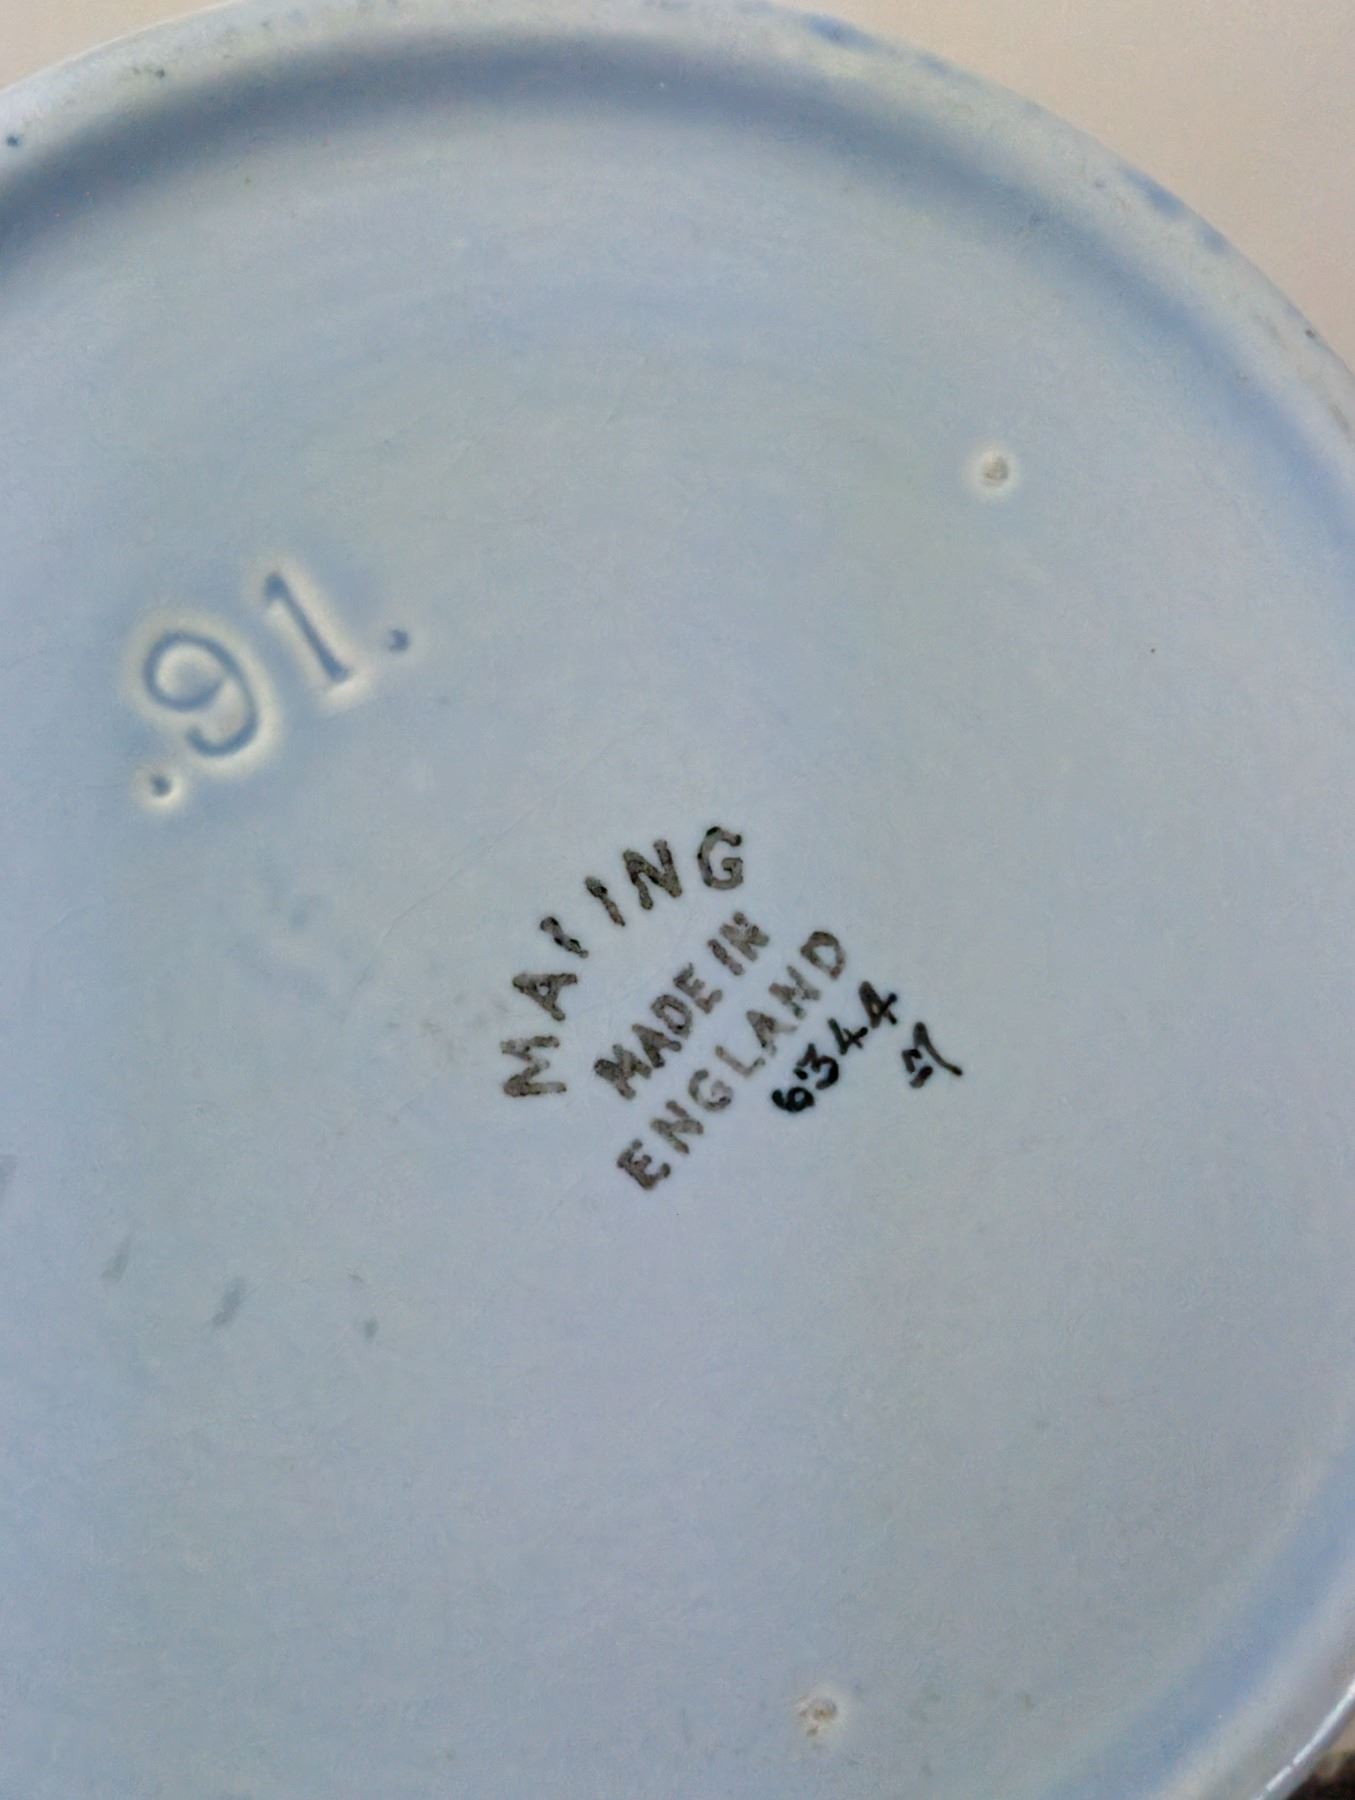 .91.
MALING
MADE IN
ENGLAND
6344